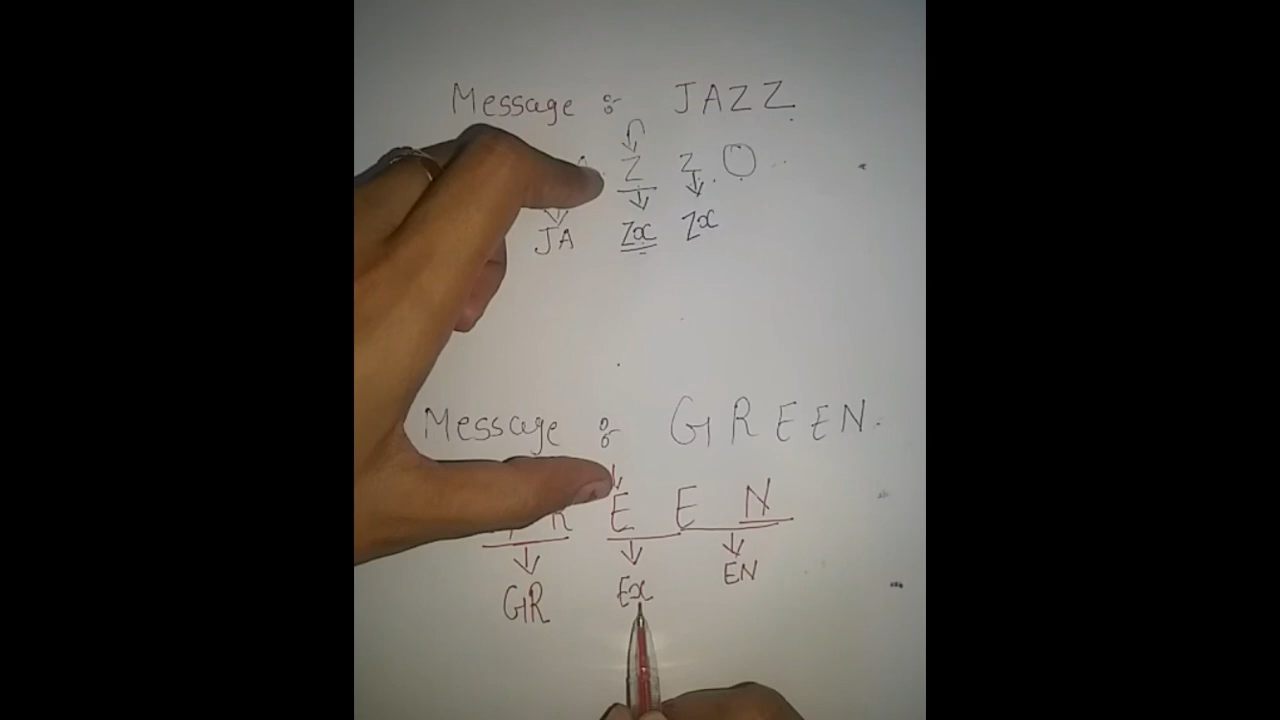 Message :- JAZZ
Z Z O
JA Zx Zx
Message :- GREEN
R E E N
GR Ex EN